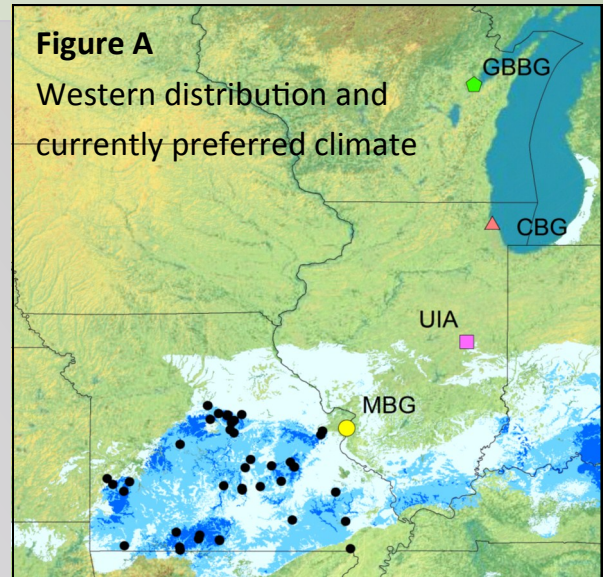 Figure A
Western distribution and
currently preferred climate
GBBG
CBG
UIA
MBG